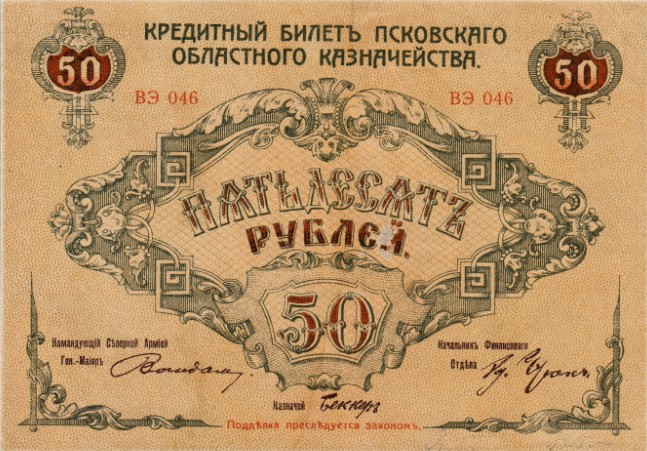 КРЕДИТНЫЙ БИЛЕТЪ ПСКОВСКАГО
ОБЛАСТНОГО КАЗНАЧЕЙСТВА.
50
50
ВЭ 046
ВЭ 046
ПЯТЬДЕСЯТЪ
РУБЛЕЙ.
50
Командующій Сѣверной Арміей
Ген.-Маіоръ
Начальникъ Финансового
Отдѣла
Казначей Беккеръ
Поддѣлка преслѣдуется закономъ.